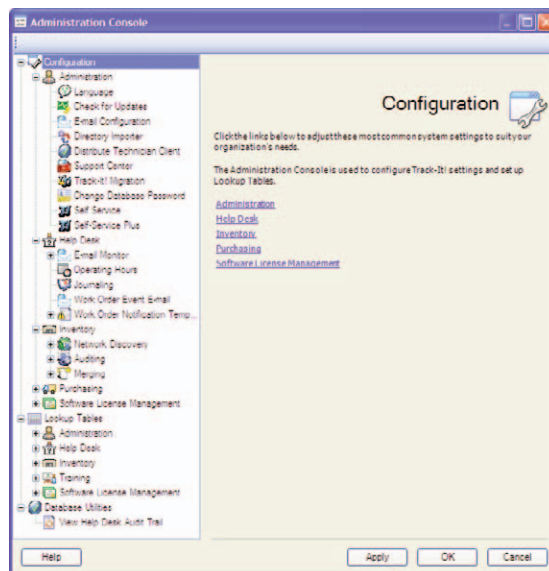 Administration Console
Configuration
Administration
Language
Check for Updates
E-mail Configuration
Directory Importer
Distribute Technician Client
Support Center
Track-It! Migration
Change Database Password
Self Service
Self-Service Plus
Help Desk
E-mail Monitor
Operating Hours
Journaling
Work Order Event E-mail
Work Order Notification Temp...
Inventory
Network Discovery
Auditing
Merging
Purchasing
Software License Management
Lookup Tables
Administration
Help Desk
Inventory
Training
Software License Management
Database Utilities
View Help Desk Audit Trail
Configuration
Click the links below to adjust these most common system settings to suit your
organization's needs.
The Administration Console is used to configure Track-It! settings and set up
Lookup Tables.
Administration
Help Desk
Inventory
Purchasing
Software License Management
Help
Apply
OK
Cancel